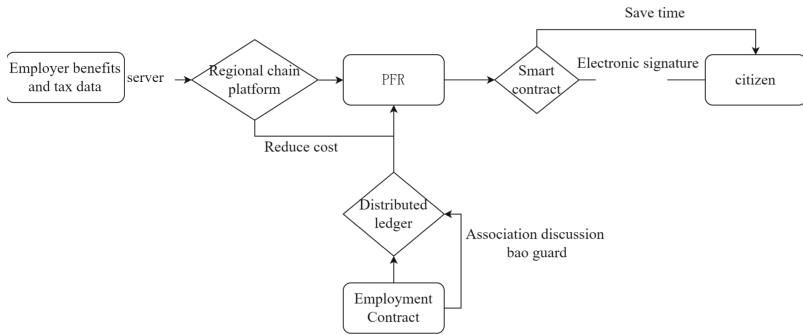 Save time
Employer benefits
and tax data
server
Regional chain
platform
PFR
Smart
contract
Electronic signature
citizen
Reduce cost
Distributed
ledger
Association discussion
bao guard
Employment
Contract